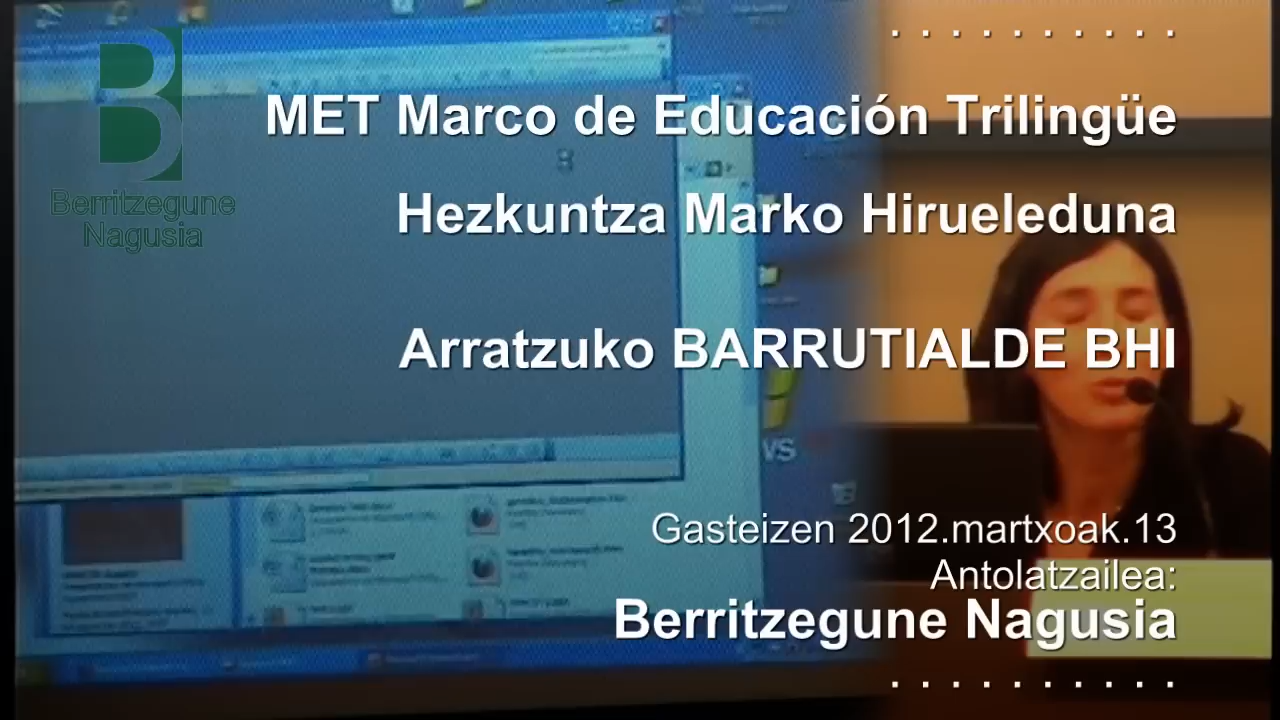 . . . . . . . . . .
MET Marco de Educación Trilingüe
Hezkuntza Marko Hirueleduna
Arratzuko BARRUTIALDE BHI
Berritzegune
Nagusia
VS
Gasteizen 2012.martxoak.13
Antolatzailea:
Berritzegune Nagusia
. . . . . . . . . .